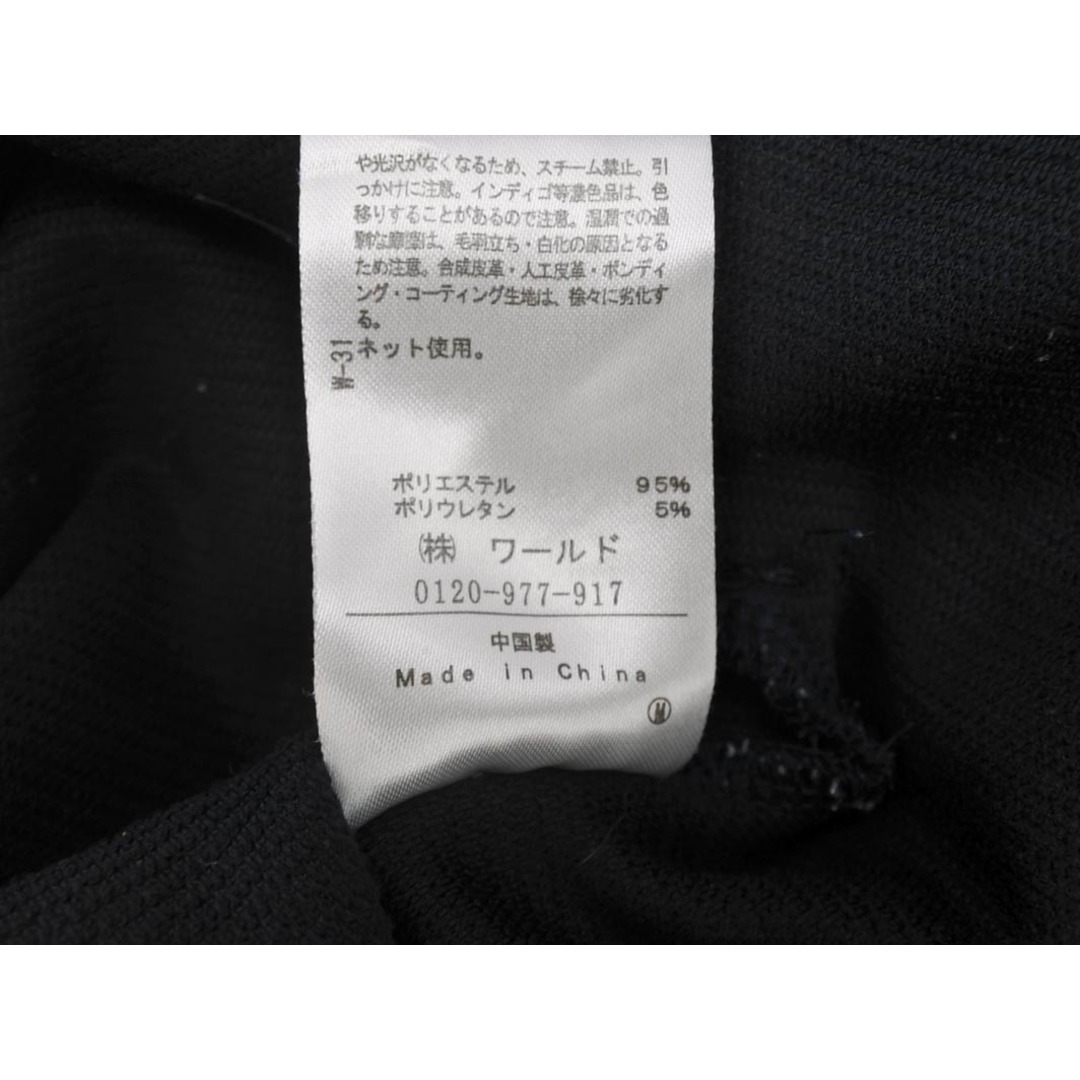 や光沢がなくなるため、スチーム禁止。引
っかけに注意。インディゴ等濃色品は、色
移りすることがあるので注意。湿潤での過
剰な摩擦は、毛羽立ち・白化の原因となる
ため注意。合成皮革・人工皮革・ボンディ
ング・コーティング生地は、徐々に劣化す
る。
ネット使用。
W-31
ポリエステル 95%
ポリウレタン 5%
㈱ ワールド
0120-977-917
中国製
Made in China
Ⓜ